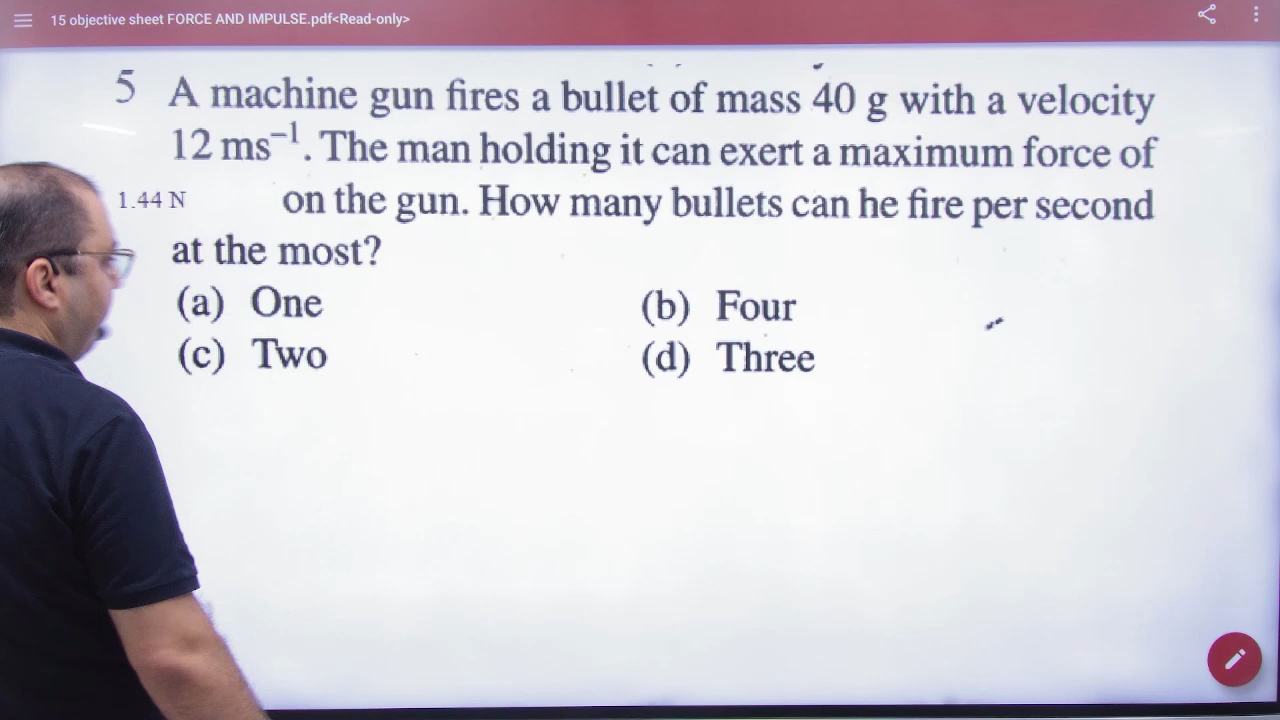 15 objective sheet FORCE AND IMPULSE.pdf<Read-only>
5 A machine gun fires a bullet of mass 40 g with a velocity
12 ms⁻¹. The man holding it can exert a maximum force of
1.44 N on the gun. How many bullets can he fire per second
at the most?
(a) One (b) Four
(c) Two (d) Three